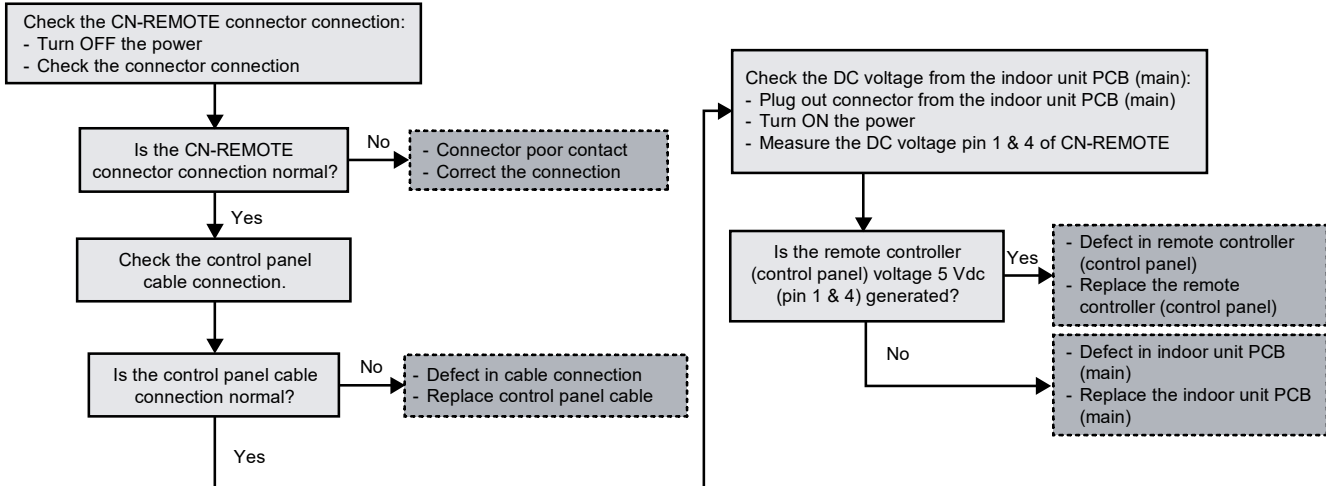 Check the CN-REMOTE connector connection:
- Turn OFF the power
- Check the connector connection
Is the CN-REMOTE
connector connection normal?
No
- Connector poor contact
- Correct the connection
Yes
Check the control panel
cable connection.
Is the control panel cable
connection normal?
No
- Defect in cable connection
- Replace control panel cable
Yes
Check the DC voltage from the indoor unit PCB (main):
- Plug out connector from the indoor unit PCB (main)
- Turn ON the power
- Measure the DC voltage pin 1 & 4 of CN-REMOTE
Is the remote controller
(control panel) voltage 5 Vdc
(pin 1 & 4) generated?
Yes
- Defect in remote controller
(control panel)
- Replace the remote
controller (control panel)
No
- Defect in indoor unit PCB
(main)
- Replace the indoor unit PCB
(main)